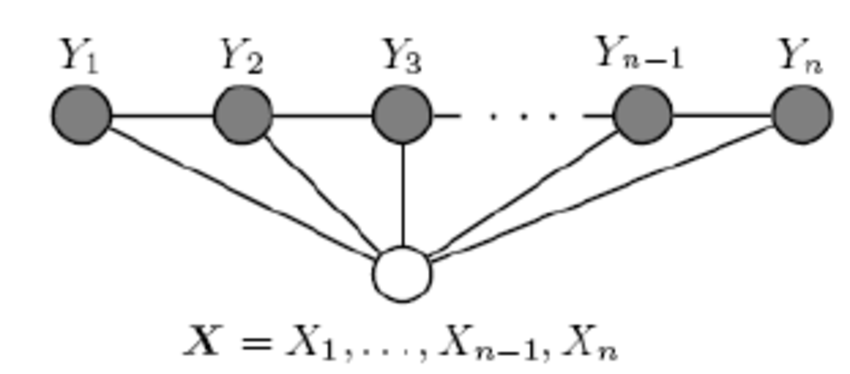 Y₁ Y₂ Y₃ · · · Yₙ₋₁ Yₙ
X = X₁, . . . , Xₙ₋₁, Xₙ